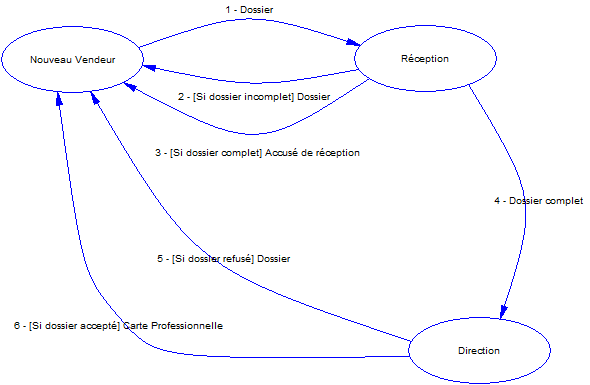 1 - Dossier
Nouveau Vendeur
Réception
2 - [Si dossier incomplet] Dossier
3 - [Si dossier complet] Accusé de réception
4 - Dossier complet
5 - [Si dossier refusé] Dossier
6 - [Si dossier accepté] Carte Professionnelle
Direction